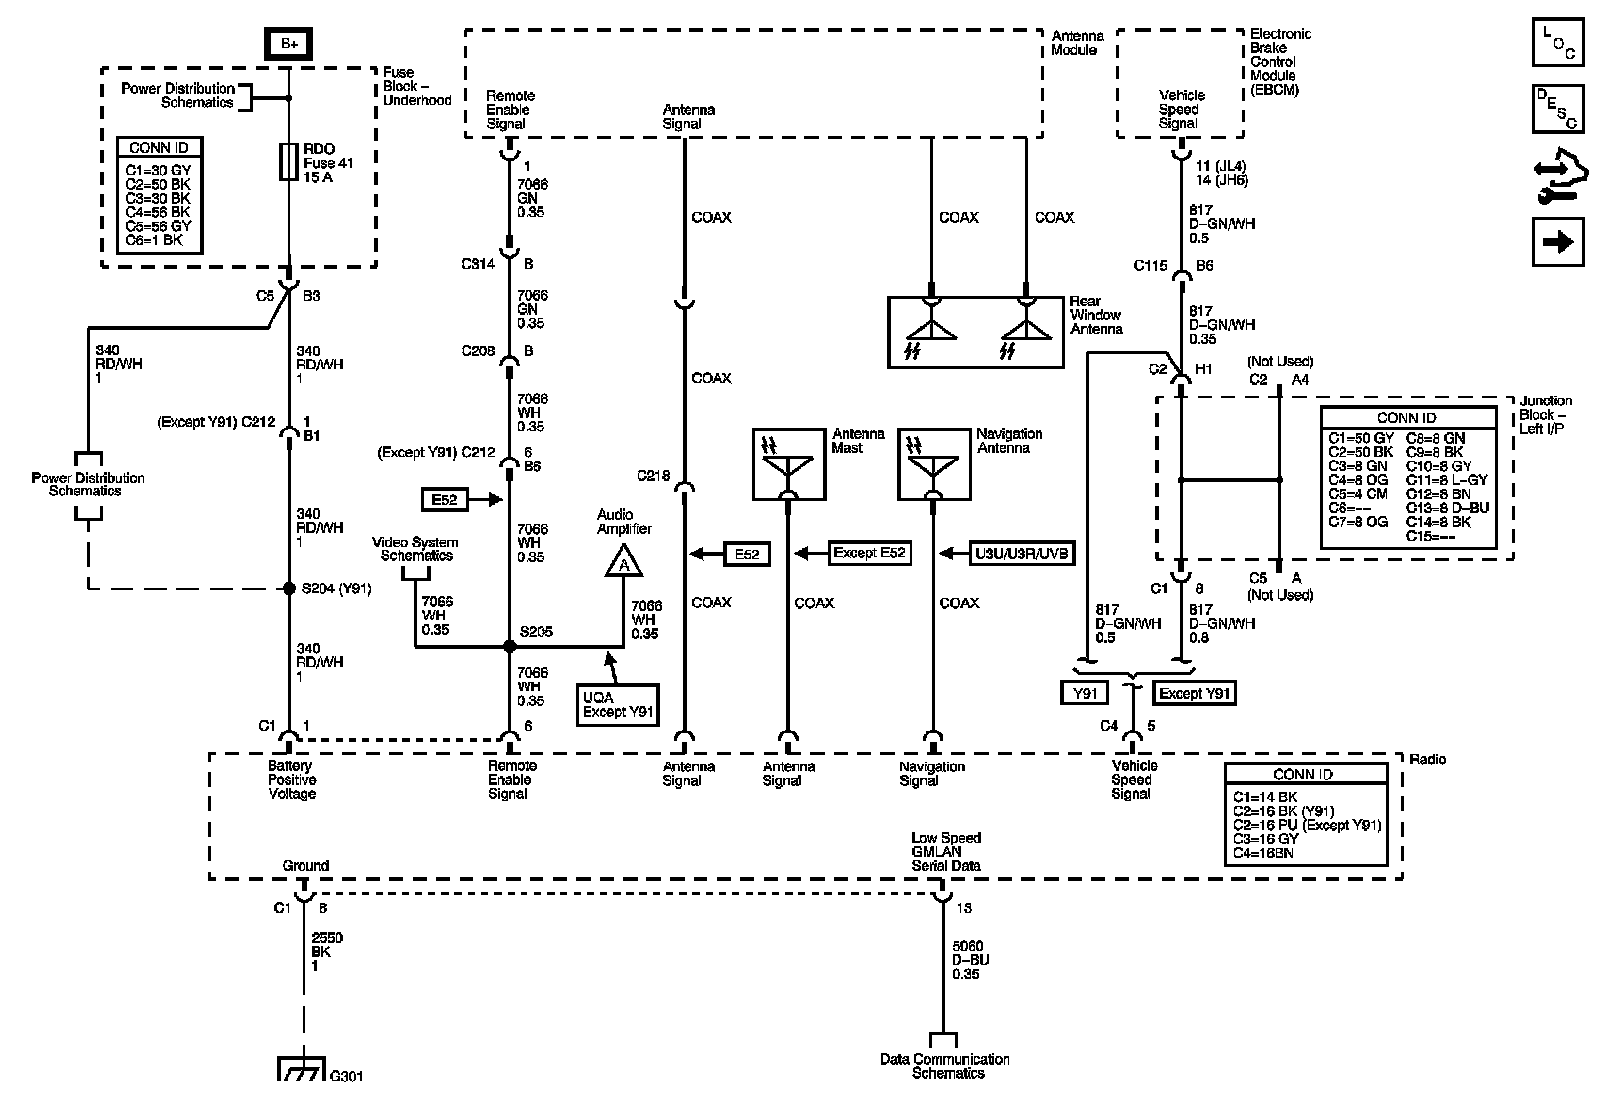 B+
Fuse
Block –
Underhood
Power Distribution
Schematics
CONN ID
C1=30 GY
C2=50 BK
C3=30 BK
C4=56 BK
C5=56 GY
C6=1 BK
RDO
Fuse 41
15 A
C5 B3
340
RD/WH
1
340
RD/WH
1
(Except Y91) C212 1
B1
Power Distribution
Schematics
340
RD/WH
1
S204 (Y91)
340
RD/WH
1
C1 1
Antenna
Module
Remote
Enable
Signal
Antenna
Signal
1
7066
GN
0.35
C314 B
7066
GN
0.35
C208 B
7066
WH
0.35
(Except Y91) C212 6
B6
E52
7066
WH
0.35
Video System
Schematics
Audio
Amplifier
A
7066
WH
0.35
7066
WH
0.35
S205
7066
WH
0.35
UQA
Except Y91
6
COAX
COAX
C218
E52
COAX
COAX
COAX
Rear
Window
Antenna
Antenna
Mast
Navigation
Antenna
Except E52
U3U/U3R/UVB
COAX
COAX
Electronic
Brake
Control
Module
(EBCM)
Vehicle
Speed
Signal
11 (JL4)
14 (JH6)
817
D–GN/WH
0.5
C115 B6
817
D–GN/WH
0.35
C2 H1
(Not Used)
C2 A4
Junction
Block –
Left I/P
CONN ID
C1=50 GY C8=8 GN
C2=50 BK C9=8 BK
C3=8 GN C10=8 GY
C4=8 OG C11=8 L–GY
C5=4 CM C12=8 BN
C6=–– C13=8 D–BU
C7=8 OG C14=8 BK
C15=––
C1 8
C5 A
(Not Used)
817
D–GN/WH
0.5
817
D–GN/WH
0.8
Y91
Except Y91
C4 5
Radio
Battery
Positive
Voltage
Remote
Enable
Signal
Antenna
Signal
Antenna
Signal
Navigation
Signal
Vehicle
Speed
Signal
CONN ID
C1=14 BK
C2=16 BK (Y91)
C2=16 PU (Except Y91)
C3=16 GY
C4=16BN
Ground
Low Speed
GMLAN
Serial Data
C1 8
13
2550
BK
1
5060
D–BU
0.35
G301
Data Communication
Schematics
LOC
DESC